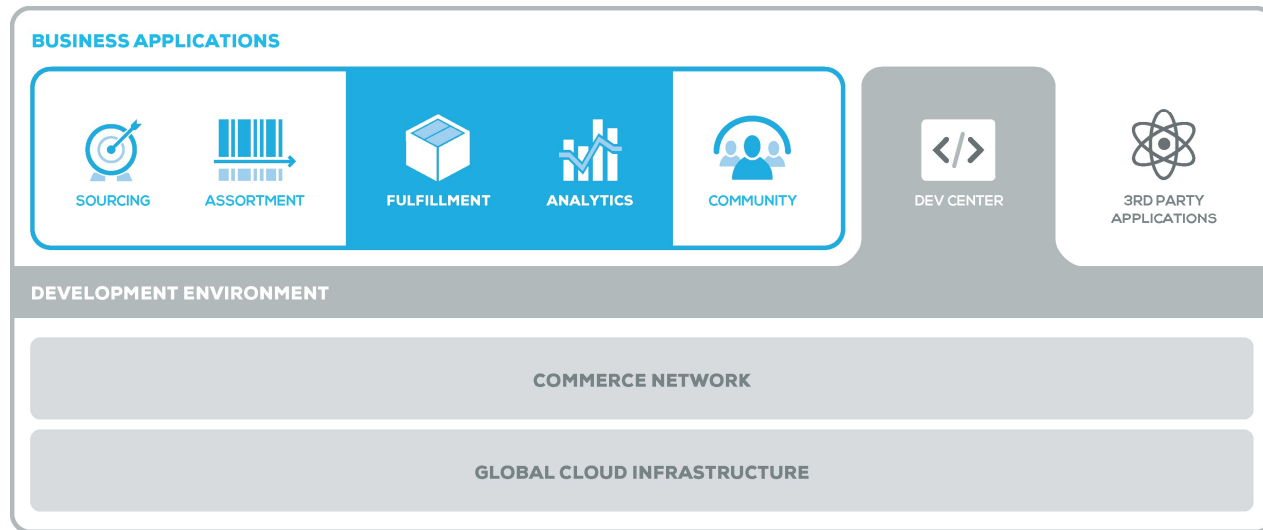 BUSINESS APPLICATIONS
SOURCING
ASSORTMENT
FULFILLMENT
ANALYTICS
COMMUNITY
DEV CENTER
3RD PARTY
APPLICATIONS
DEVELOPMENT ENVIRONMENT
COMMERCE NETWORK
GLOBAL CLOUD INFRASTRUCTURE